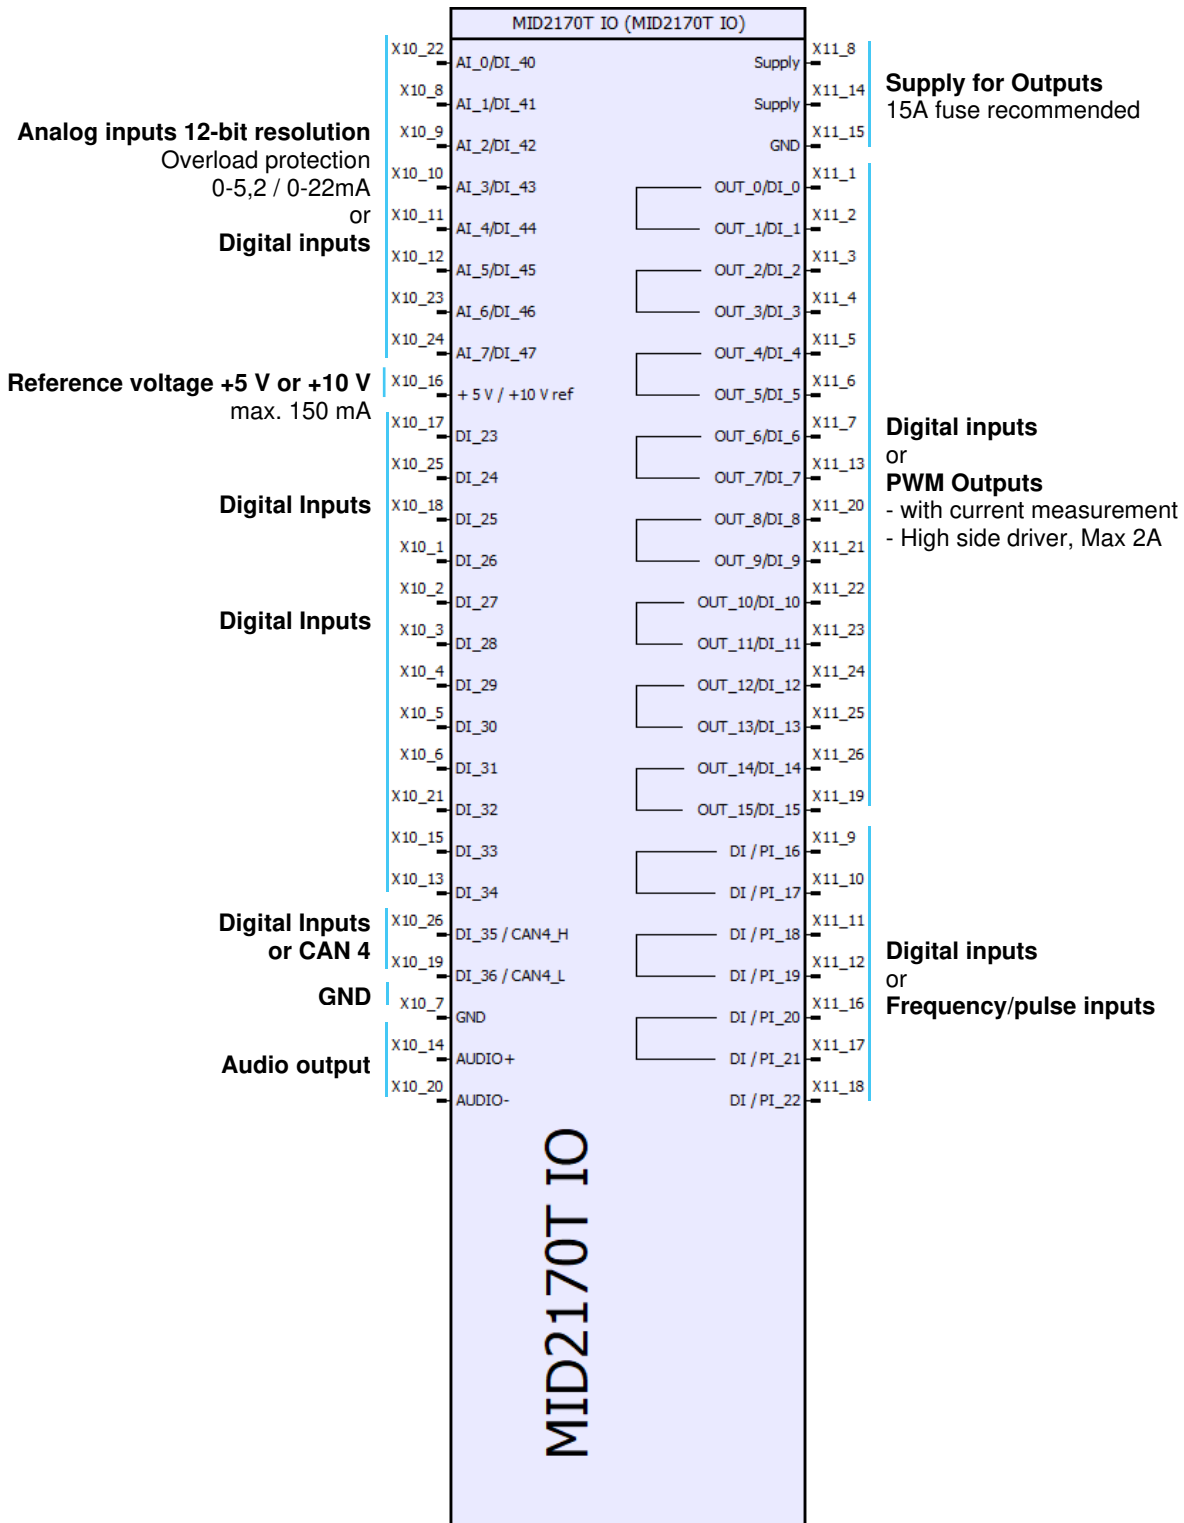 MID2170T IO (MID2170T IO)
X10_22 AI_0/DI_40 Supply X11_8
X10_8 AI_1/DI_41 Supply X11_14
X10_9 AI_2/DI_42 GND X11_15
X10_10 AI_3/DI_43 OUT_0/DI_0 X11_1
X10_11 AI_4/DI_44 OUT_1/DI_1 X11_2
X10_12 AI_5/DI_45 OUT_2/DI_2 X11_3
X10_23 AI_6/DI_46 OUT_3/DI_3 X11_4
X10_24 AI_7/DI_47 OUT_4/DI_4 X11_5
X10_16 + 5 V / +10 V ref OUT_5/DI_5 X11_6
X10_17 DI_23 OUT_6/DI_6 X11_7
X10_25 DI_24 OUT_7/DI_7 X11_13
X10_18 DI_25 OUT_8/DI_8 X11_20
X10_1 DI_26 OUT_9/DI_9 X11_21
X10_2 DI_27 OUT_10/DI_10 X11_22
X10_3 DI_28 OUT_11/DI_11 X11_23
X10_4 DI_29 OUT_12/DI_12 X11_24
X10_5 DI_30 OUT_13/DI_13 X11_25
X10_6 DI_31 OUT_14/DI_14 X11_26
X10_21 DI_32 OUT_15/DI_15 X11_19
X10_15 DI_33 DI / PI_16 X11_9
X10_13 DI_34 DI / PI_17 X11_10
X10_26 DI_35 / CAN4_H DI / PI_18 X11_11
X10_19 DI_36 / CAN4_L DI / PI_19 X11_12
X10_7 GND DI / PI_20 X11_16
X10_14 AUDIO+ DI / PI_21 X11_17
X10_20 AUDIO- DI / PI_22 X11_18
MID2170T IO
Analog inputs 12-bit resolution
Overload protection
0-5,2 / 0-22mA
or
Digital inputs
Reference voltage +5 V or +10 V
max. 150 mA
Digital Inputs
Digital Inputs
Digital Inputs
or CAN 4
GND
Audio output
Supply for Outputs
15A fuse recommended
Digital inputs
or
PWM Outputs
- with current measurement
- High side driver, Max 2A
Digital inputs
or
Frequency/pulse inputs